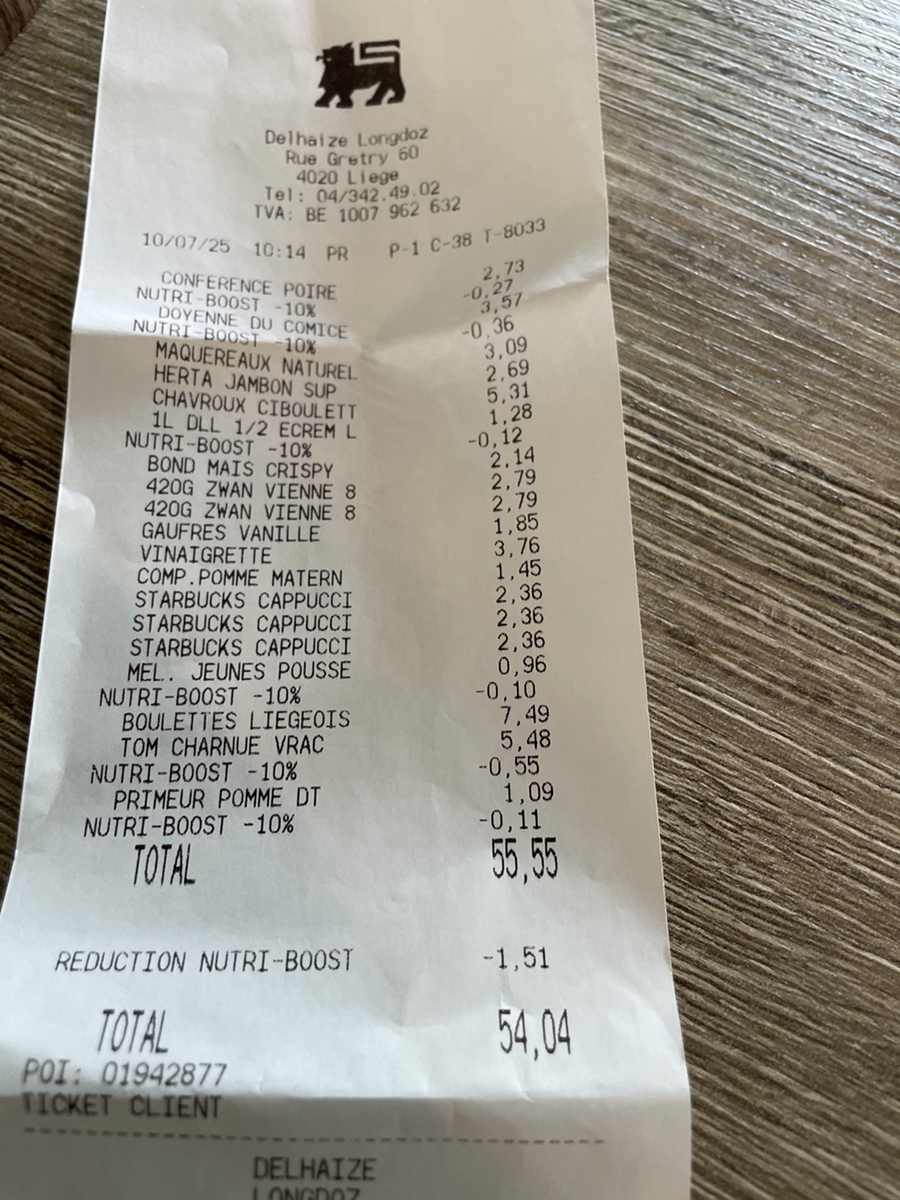 Delhaize Longdoz
Rue Gretry 60
4020 Liege
Tel: 04/342.49.02
TVA: BE 1007 962 632
10/07/25 10:14 PR P-1 C-38 T-8033
CONFERENCE POIRE 2,73
NUTRI-BOOST -10% -0,27
DOYENNE DU COMICE 3,57
NUTRI-BOOST -10% -0,36
MAQUEREAUX NATUREL 3,09
HERTA JAMBON SUP 2,69
CHAVROUX CIBOULETT 5,31
1L DLL 1/2 ECREM L 1,28
NUTRI-BOOST -10% -0,12
BOND MAIS CRISPY 2,14
420G ZWAN VIENNE 8 2,79
420G ZWAN VIENNE 8 2,79
GAUFRES VANILLE 1,85
VINAIGRETTE 3,76
COMP.POMME MATERN 1,45
STARBUCKS CAPPUCCI 2,36
STARBUCKS CAPPUCCI 2,36
STARBUCKS CAPPUCCI 2,36
MEL. JEUNES POUSSE 0,96
NUTRI-BOOST -10% -0,10
BOULETTES LIEGEOIS 7,49
TOM CHARNUE VRAC 5,48
NUTRI-BOOST -10% -0,55
PRIMEUR POMME DT 1,09
NUTRI-BOOST -10% -0,11
TOTAL 55,55
REDUCTION NUTRI-BOOST -1,51
TOTAL 54,04
POI: 01942877
TICKET CLIENT
DELHAIZE
LONGDOZ